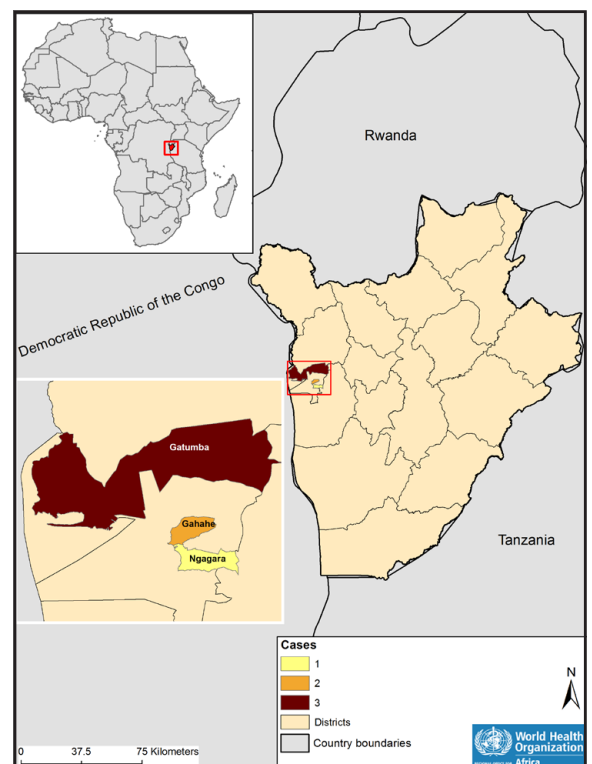 Rwanda
Democratic Republic of the Congo
Gatumba
Gahahe
Ngagara
Tanzania
Cases
1
2
3
Districts
Country boundaries
N
0 37.5 75 Kilometers
World Health
Organization
Africa